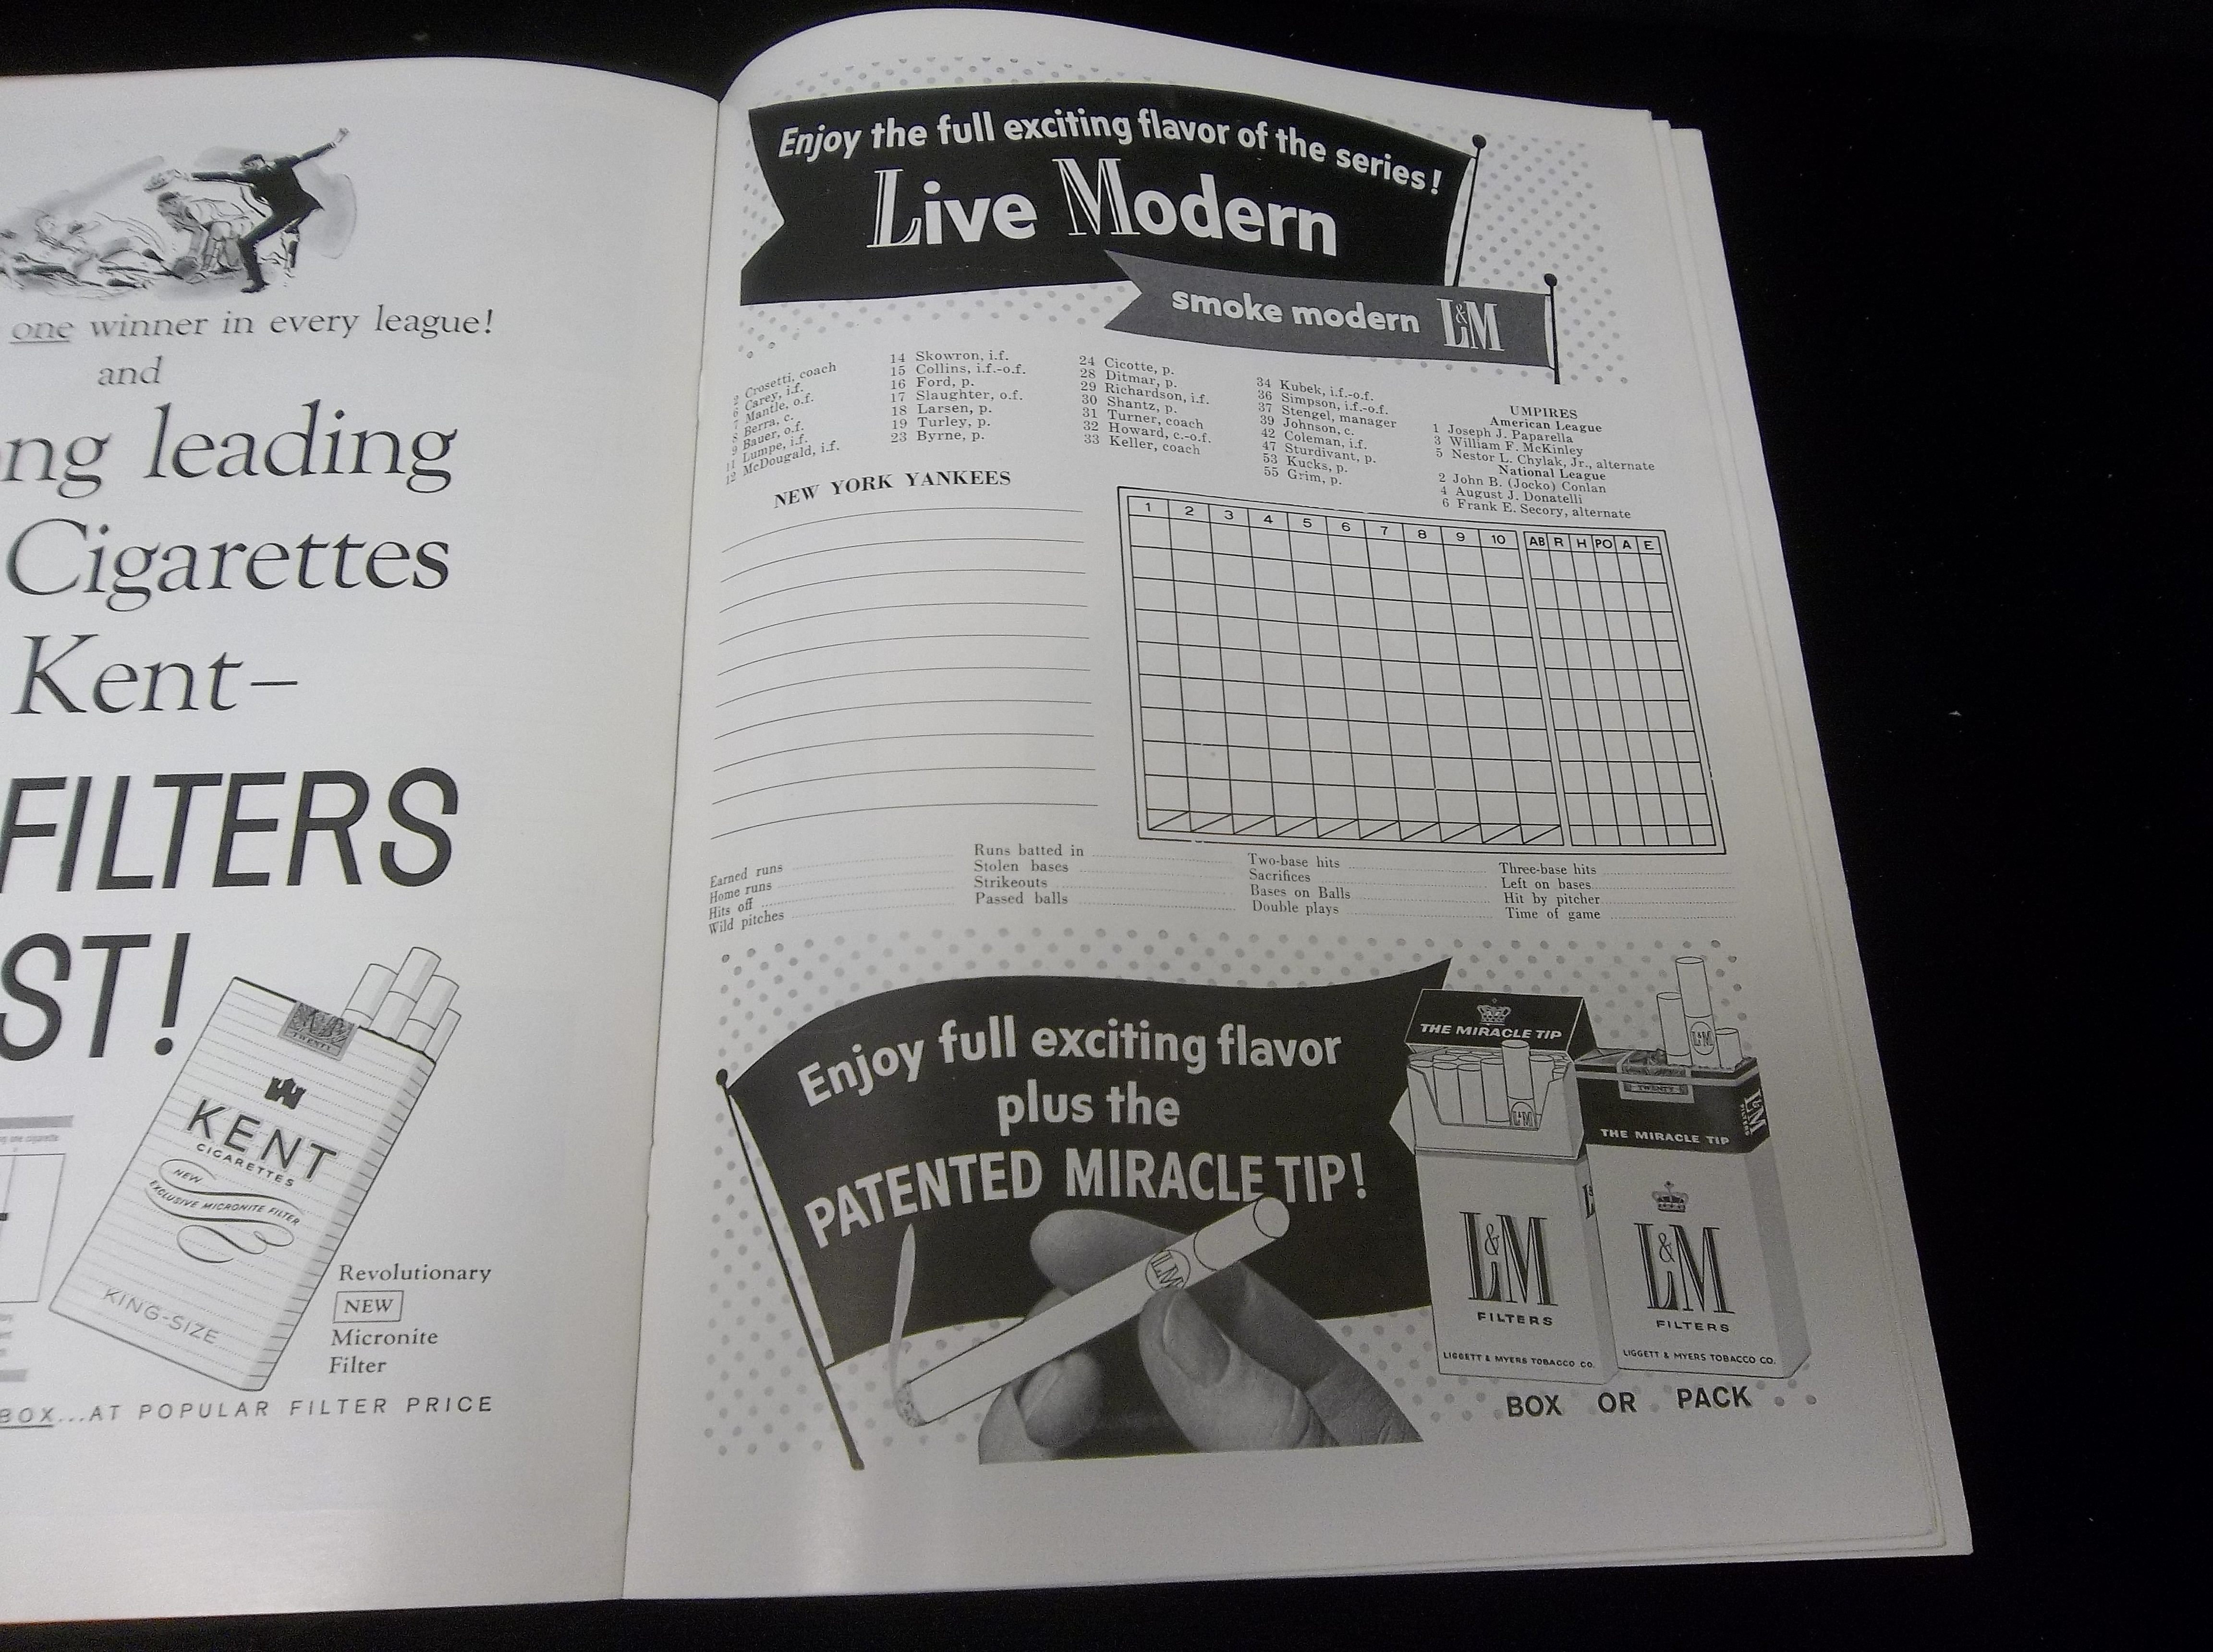 one winner in every league!
and
ng leading
Cigarettes
Kent–
FILTERS
ST!
TWENTY
KENT
CIGARETTES
NEW
EXCLUSIVE MICRONITE FILTER
KING-SIZE
Revolutionary
NEW
Micronite
Filter
BOX...AT POPULAR FILTER PRICE
Enjoy the full exciting flavor of the series!
Live Modern
smoke modern L&M
2 Crosetti, coach
6 Carey, i.f.
7 Mantle, o.f.
8 Berra, c.
9 Bauer, o.f.
11 Lumpe, i.f.
12 McDougald, i.f.
14 Skowron, i.f.
15 Collins, i.f.-o.f.
16 Ford, p.
17 Slaughter, o.f.
18 Larsen, p.
19 Turley, p.
23 Byrne, p.
24 Cicotte, p.
28 Ditmar, p.
29 Richardson, i.f.
30 Shantz, p.
31 Turner, coach
32 Howard, c.-o.f.
33 Keller, coach
34 Kubek, i.f.-o.f.
36 Simpson, i.f.-o.f.
37 Stengel, manager
39 Johnson, c.
42 Coleman, i.f.
47 Sturdivant, p.
53 Kucks, p.
55 Grim, p.
UMPIRES
American League
1 Joseph J. Paparella
3 William F. McKinley
5 Nestor L. Chylak, Jr., alternate
National League
2 John B. (Jocko) Conlan
4 August J. Donatelli
6 Frank E. Secory, alternate
NEW YORK YANKEES
1 2 3 4 5 6 7 8 9 10 AB R H PO A E
Earned runs
Home runs
Hits off
Wild pitches
Runs batted in
Stolen bases
Strikeouts
Passed balls
Two-base hits
Sacrifices
Bases on Balls
Double plays
Three-base hits
Left on bases
Hit by pitcher
Time of game
Enjoy full exciting flavor
plus the
PATENTED MIRACLE TIP!
L&M
THE MIRACLE TIP
L&M
L&M
FILTERS
LIGGETT & MYERS TOBACCO CO.
L&M
TWENTY
THE MIRACLE TIP
L&M
FILTERS
L&M
FILTERS
LIGGETT & MYERS TOBACCO CO.
BOX OR PACK